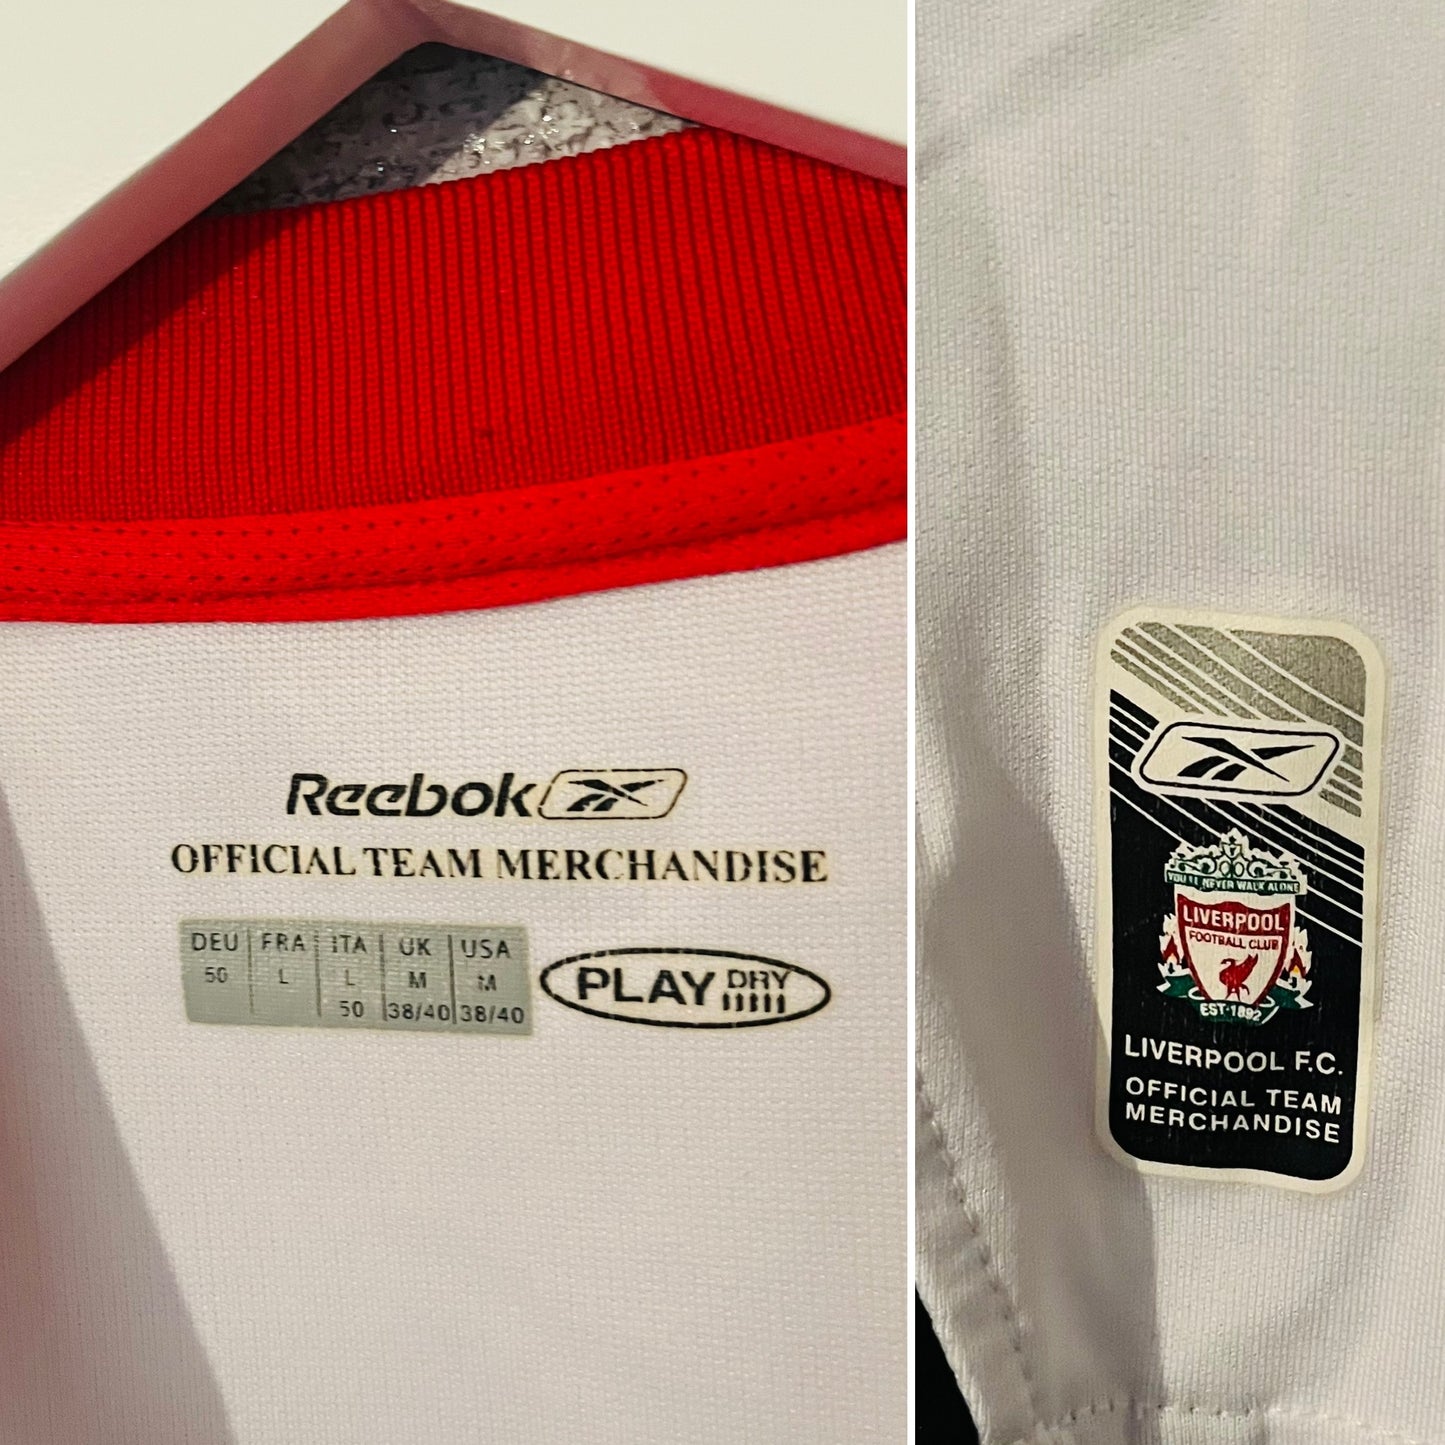 Reebok
OFFICIAL TEAM MERCHANDISE
DEU FRA ITA UK USA
50 L L M M
50 38/40 38/40
PLAY DRY
YOU'LL NEVER WALK ALONE
LIVERPOOL
FOOTBALL CLUB
EST·1892
LIVERPOOL F.C.
OFFICIAL TEAM
MERCHANDISE